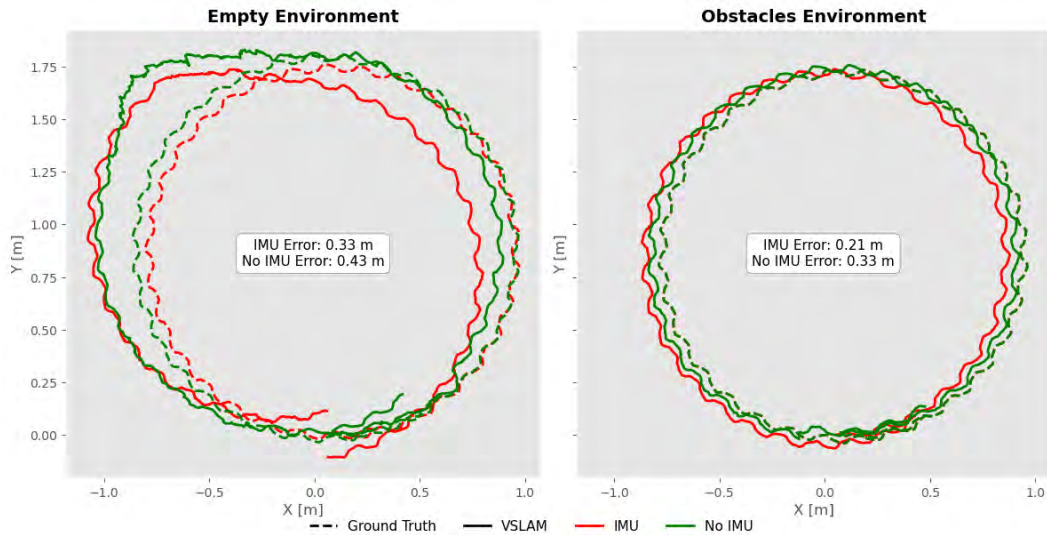 Empty Environment
1.75
1.50
1.25
1.00
0.75
0.50
0.25
0.00
Y [m]
IMU Error: 0.33 m
No IMU Error: 0.43 m
−1.0 −0.5 0.0 0.5 1.0
X [m]
Obstacles Environment
Y [m]
IMU Error: 0.21 m
No IMU Error: 0.33 m
−1.0 −0.5 0.0 0.5 1.0
X [m]
Ground Truth VSLAM IMU No IMU